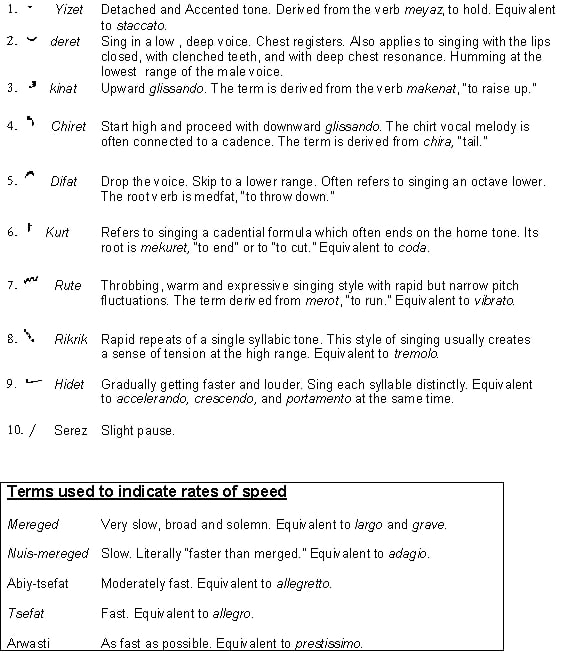 1. Yizet Detached and Accented tone. Derived from the verb meyaz, to hold. Equivalent
to staccato.
2. deret Sing in a low , deep voice. Chest registers. Also applies to singing with the lips
closed, with clenched teeth, and with deep chest resonance. Humming at the
lowest range of the male voice.
3. kinat Upward glissando. The term is derived from the verb makenat, "to raise up."
4. Chiret Start high and proceed with downward glissando. The chirt vocal melody is
often connected to a cadence. The term is derived from chira, "tail."
5. Difat Drop the voice. Skip to a lower range. Often refers to singing an octave lower.
The root verb is medfat, "to throw down."
6. Kurt Refers to singing a cadential formula which often ends on the home tone. Its
root is mekuret, "to end" or to "to cut." Equivalent to coda.
7. Rute Throbbing, warm and expressive singing style with rapid but narrow pitch
fluctuations. The term derived from merot, "to run." Equivalent to vibrato.
8. Rikrik Rapid repeats of a single syllabic tone. This style of singing usually creates
a sense of tension at the high range. Equivalent to tremolo.
9. Hidet Gradually getting faster and louder. Sing each syllable distinctly. Equivalent
to accelerando, crescendo, and portamento at the same time.
10. / Serez Slight pause.
Terms used to indicate rates of speed
Mereged Very slow, broad and solemn. Equivalent to largo and grave.
Nuis-mereged Slow. Literally "faster than merged." Equivalent to adagio.
Abiy-tsefat Moderately fast. Equivalent to allegretto.
Tsefat Fast. Equivalent to allegro.
Arwasti As fast as possible. Equivalent to prestissimo.